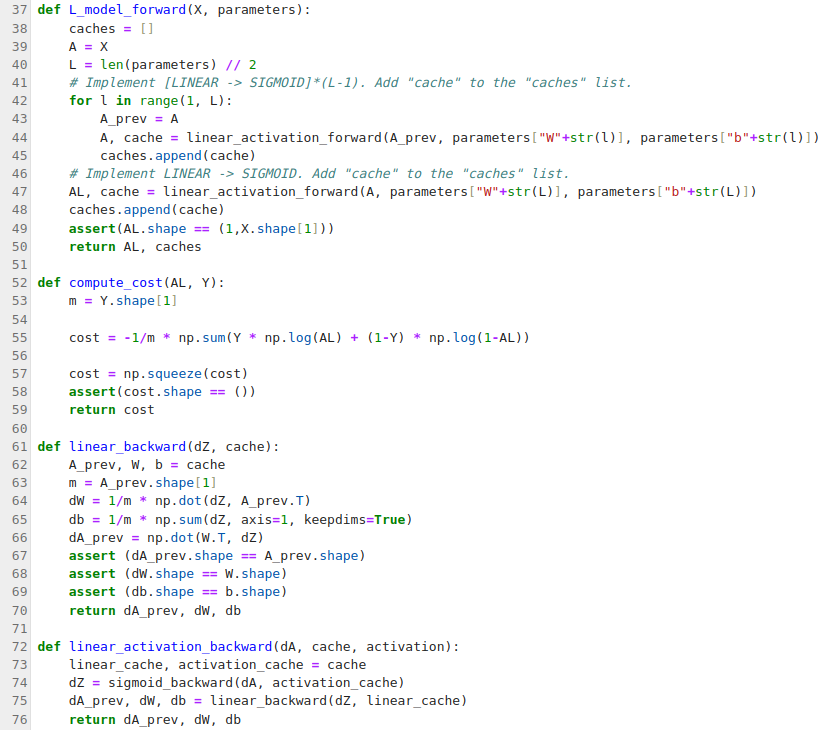 37 def L_model_forward(X, parameters):
38     caches = []
39     A = X
40     L = len(parameters) // 2
41     # Implement [LINEAR -> SIGMOID]*(L-1). Add "cache" to the "caches" list.
42     for l in range(1, L):
43         A_prev = A
44         A, cache = linear_activation_forward(A_prev, parameters["W"+str(l)], parameters["b"+str(l)])
45         caches.append(cache)
46     # Implement LINEAR -> SIGMOID. Add "cache" to the "caches" list.
47     AL, cache = linear_activation_forward(A, parameters["W"+str(L)], parameters["b"+str(L)])
48     caches.append(cache)
49     assert(AL.shape == (1,X.shape[1]))
50     return AL, caches
51
52 def compute_cost(AL, Y):
53     m = Y.shape[1]
54
55     cost = -1/m * np.sum(Y * np.log(AL) + (1-Y) * np.log(1-AL))
56
57     cost = np.squeeze(cost)
58     assert(cost.shape == ())
59     return cost
60
61 def linear_backward(dZ, cache):
62     A_prev, W, b = cache
63     m = A_prev.shape[1]
64     dW = 1/m * np.dot(dZ, A_prev.T)
65     db = 1/m * np.sum(dZ, axis=1, keepdims=True)
66     dA_prev = np.dot(W.T, dZ)
67     assert (dA_prev.shape == A_prev.shape)
68     assert (dW.shape == W.shape)
69     assert (db.shape == b.shape)
70     return dA_prev, dW, db
71
72 def linear_activation_backward(dA, cache, activation):
73     linear_cache, activation_cache = cache
74     dZ = sigmoid_backward(dA, activation_cache)
75     dA_prev, dW, db = linear_backward(dZ, linear_cache)
76     return dA_prev, dW, db